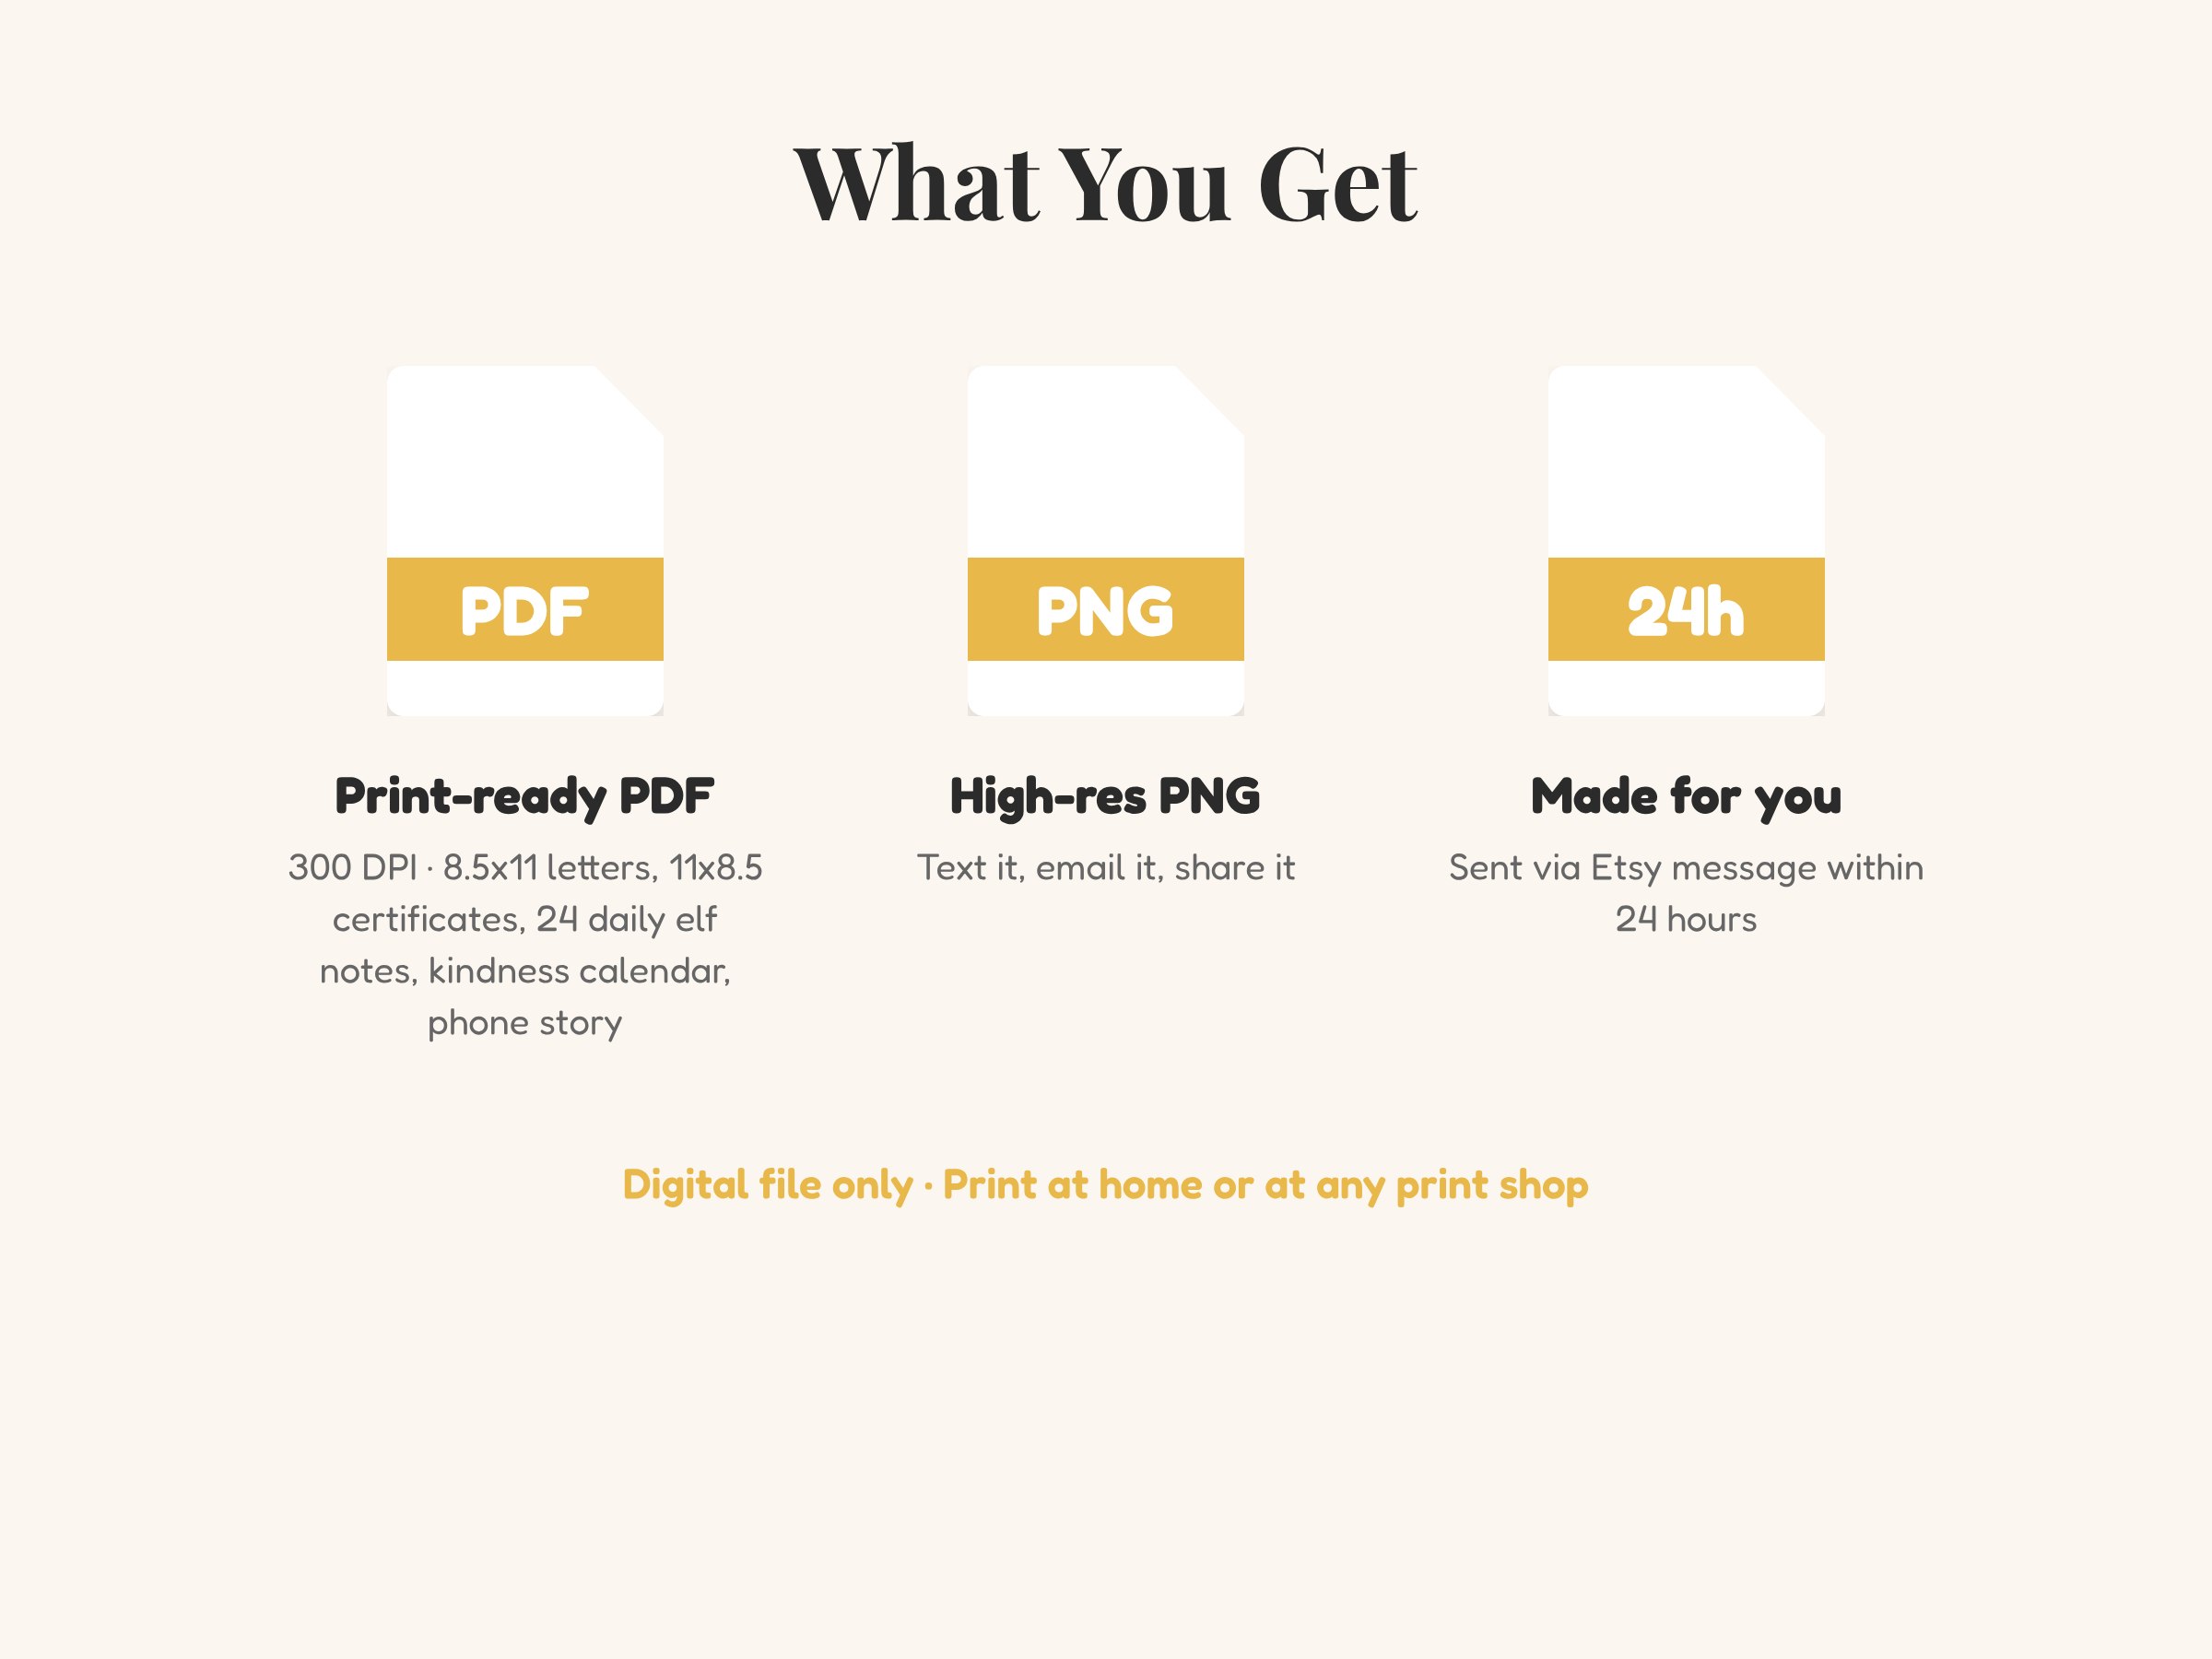 What You Get
PDF
PNG
24h
Print-ready PDF
300 DPI · 8.5x11 letters, 11x8.5
certificates, 24 daily elf
notes, kindness calendar,
phone story
High-res PNG
Text it, email it, share it
Made for you
Sent via Etsy message within
24 hours
Digital file only · Print at home or at any print shop